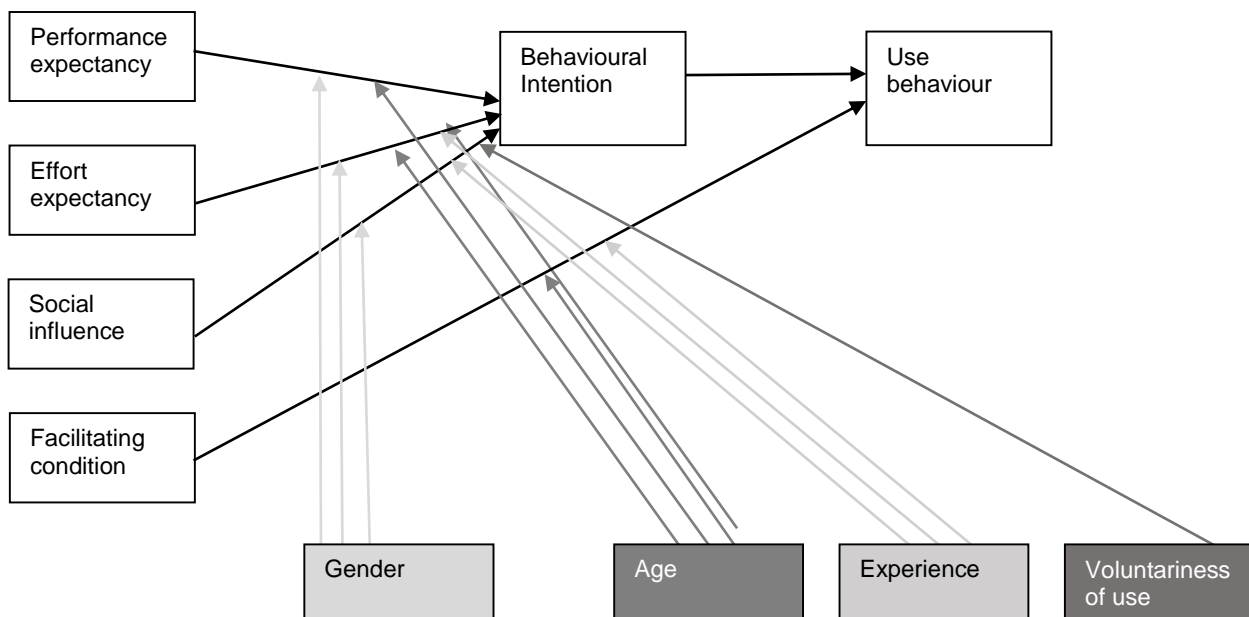 Performance
expectancy
Behavioural
Intention
Use
behaviour
Effort
expectancy
Social
influence
Facilitating
condition
Gender
Age
Experience
Voluntariness
of use